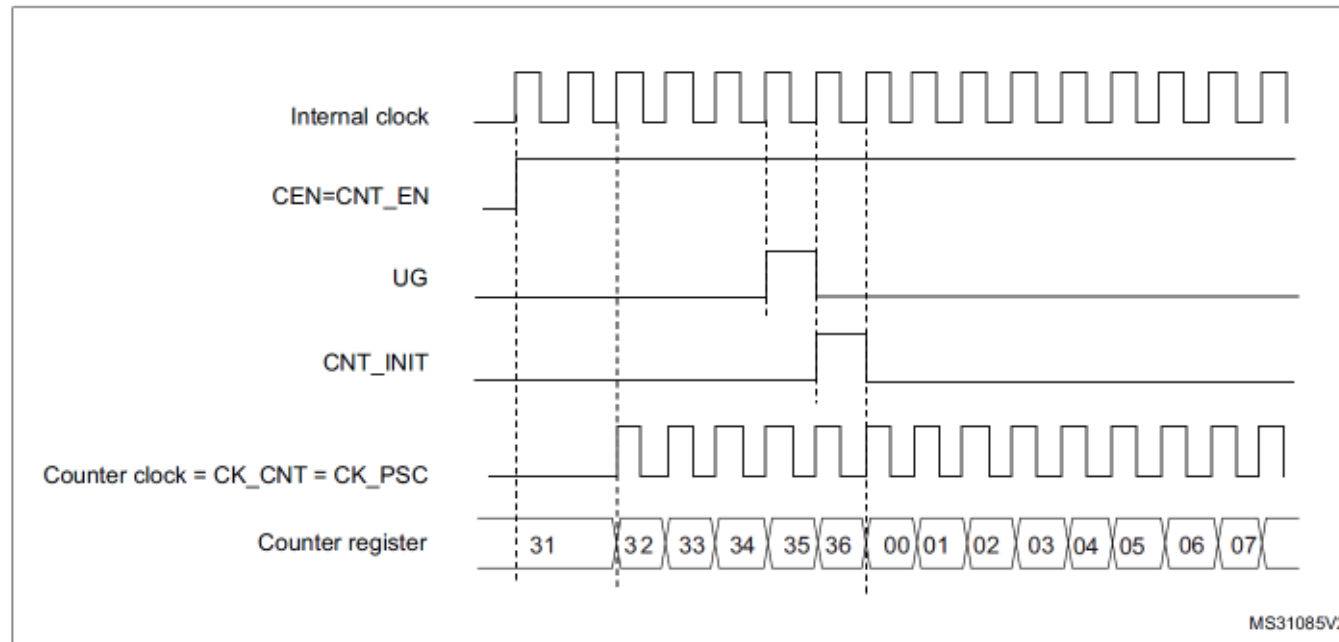 Internal clock
CEN=CNT_EN
UG
CNT_INIT
Counter clock = CK_CNT = CK_PSC
Counter register 31 32 33 34 35 36 00 01 02 03 04 05 06 07